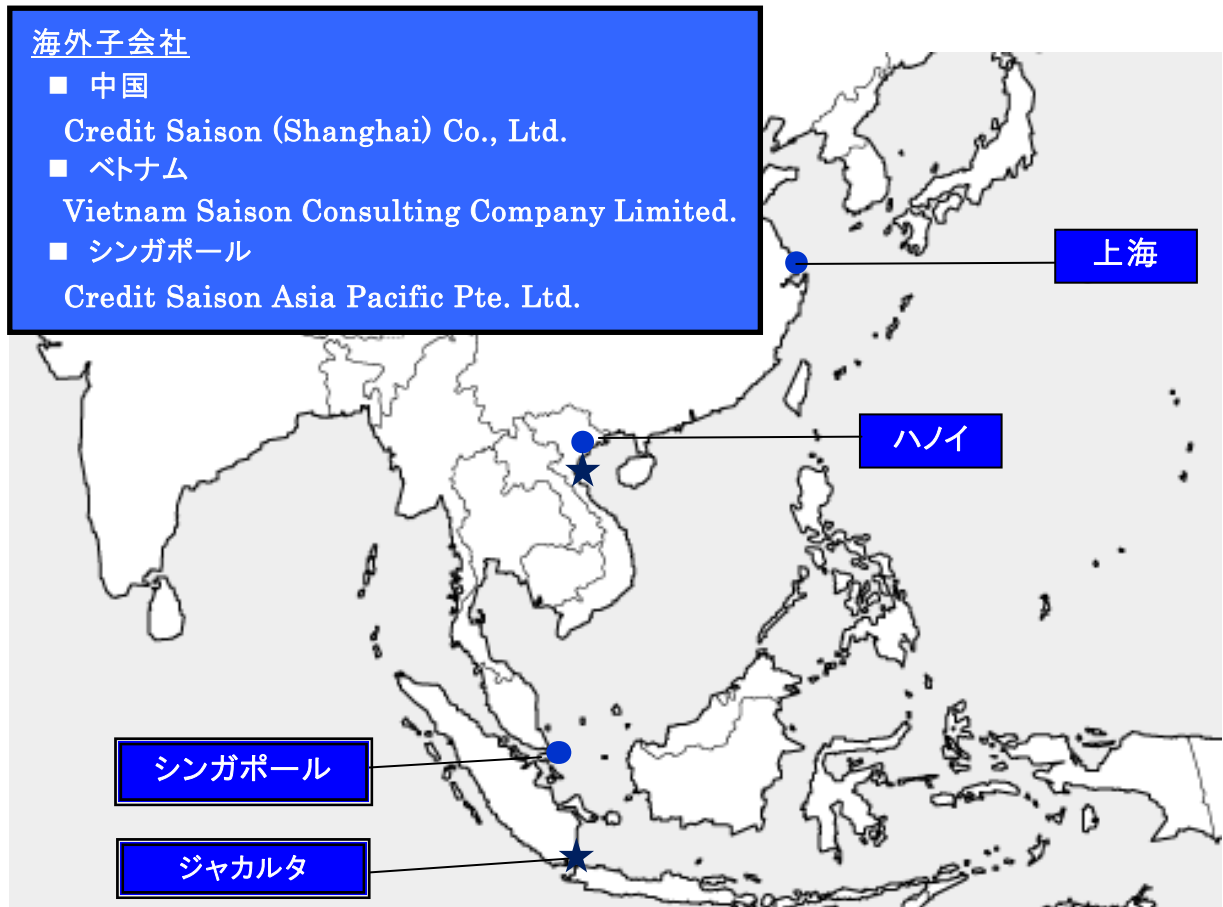 海外子会社
■ 中国
Credit Saison (Shanghai) Co., Ltd.
■ ベトナム
Vietnam Saison Consulting Company Limited.
■ シンガポール
Credit Saison Asia Pacific Pte. Ltd.
上海
ハノイ
シンガポール
ジャカルタ